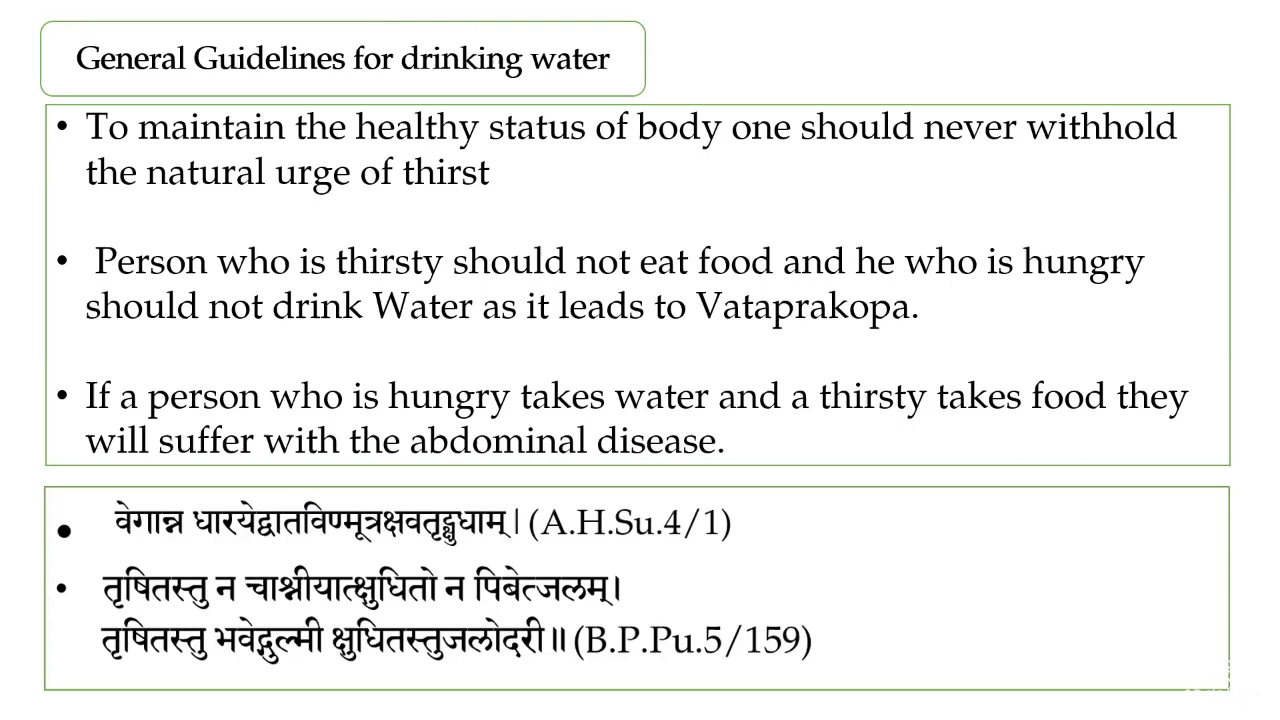 General Guidelines for drinking water
• To maintain the healthy status of body one should never withhold
the natural urge of thirst
• Person who is thirsty should not eat food and he who is hungry
should not drink Water as it leads to Vataprakopa.
• If a person who is hungry takes water and a thirsty takes food they
will suffer with the abdominal disease.
• वेगान्न धारयेद्वातविण्मूत्रक्षवतृट्क्षुधाम्। (A.H.Su.4/1)
• तृषितस्तु न चाश्नीयात्क्षुधितो न पिबेत्जलम्।
तृषितस्तु भवेद्गुल्मी क्षुधितस्तुजलोदरी॥ (B.P.Pu.5/159)